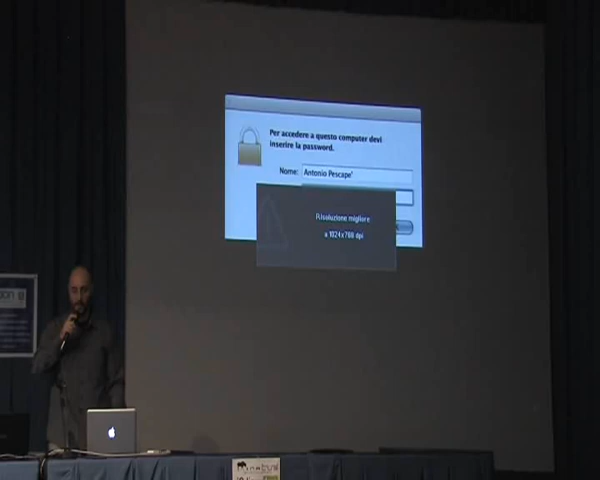 Per accedere a questo computer devi
inserire la password.
Nome: Antonio Pescape'
Risoluzione migliore:
a 1024x768 dpi